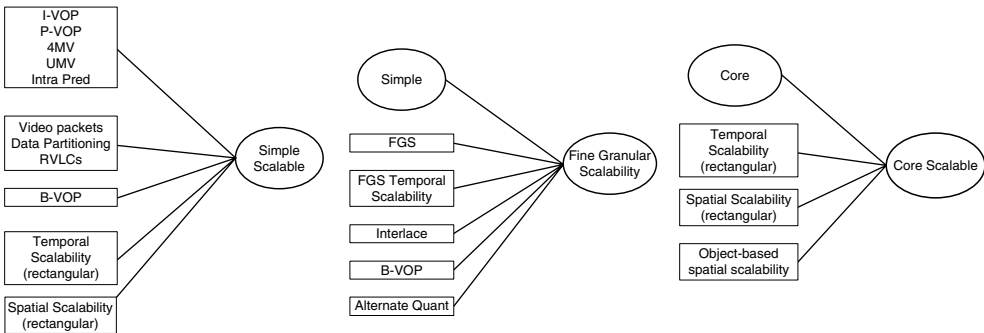 I-VOP
P-VOP
4MV
UMV
Intra Pred
Video packets
Data Partitioning
RVLCs
B-VOP
Temporal
Scalability
(rectangular)
Spatial Scalability
(rectangular)
Simple
Scalable
Simple
FGS
FGS Temporal
Scalability
Interlace
B-VOP
Alternate Quant
Fine Granular
Scalability
Core
Temporal
Scalability
(rectangular)
Spatial Scalability
(rectangular)
Object-based
spatial scalability
Core Scalable